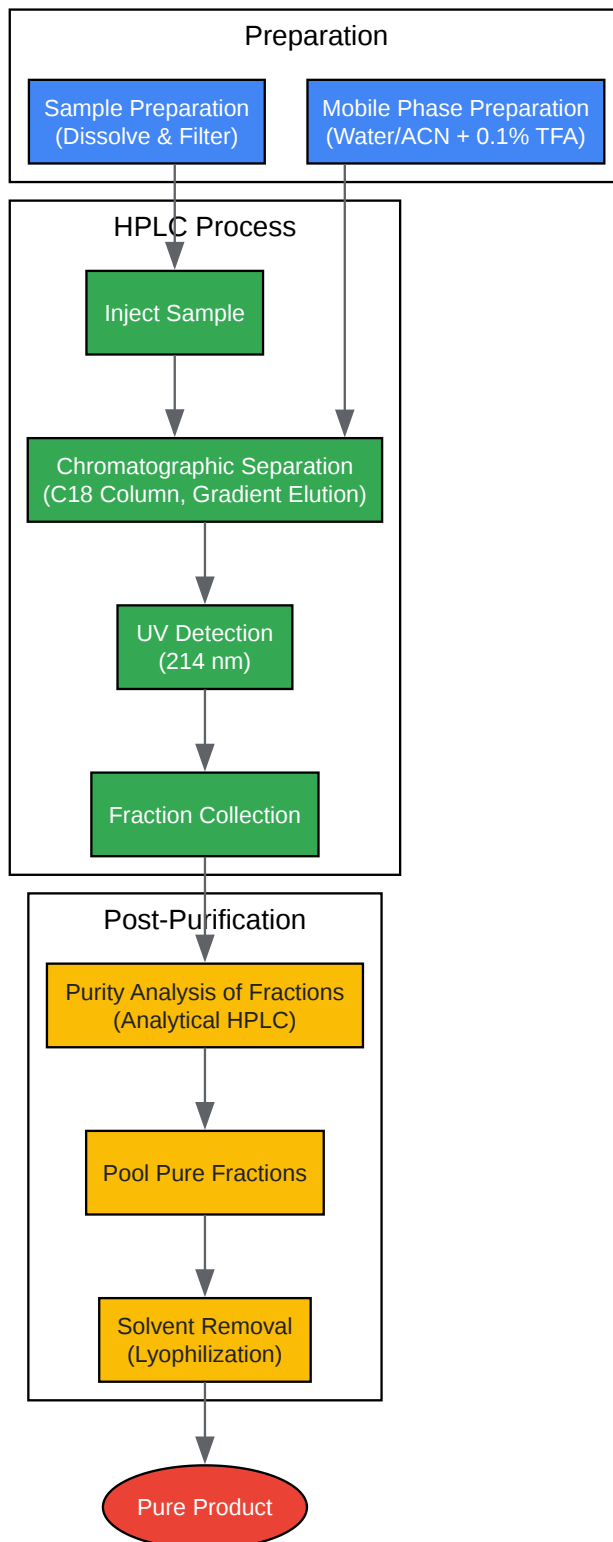 Preparation
Sample Preparation
(Dissolve & Filter)
Mobile Phase Preparation
(Water/ACN + 0.1% TFA)
HPLC Process
Inject Sample
Chromatographic Separation
(C18 Column, Gradient Elution)
UV Detection
(214 nm)
Fraction Collection
Post-Purification
Purity Analysis of Fractions
(Analytical HPLC)
Pool Pure Fractions
Solvent Removal
(Lyophilization)
Pure Product